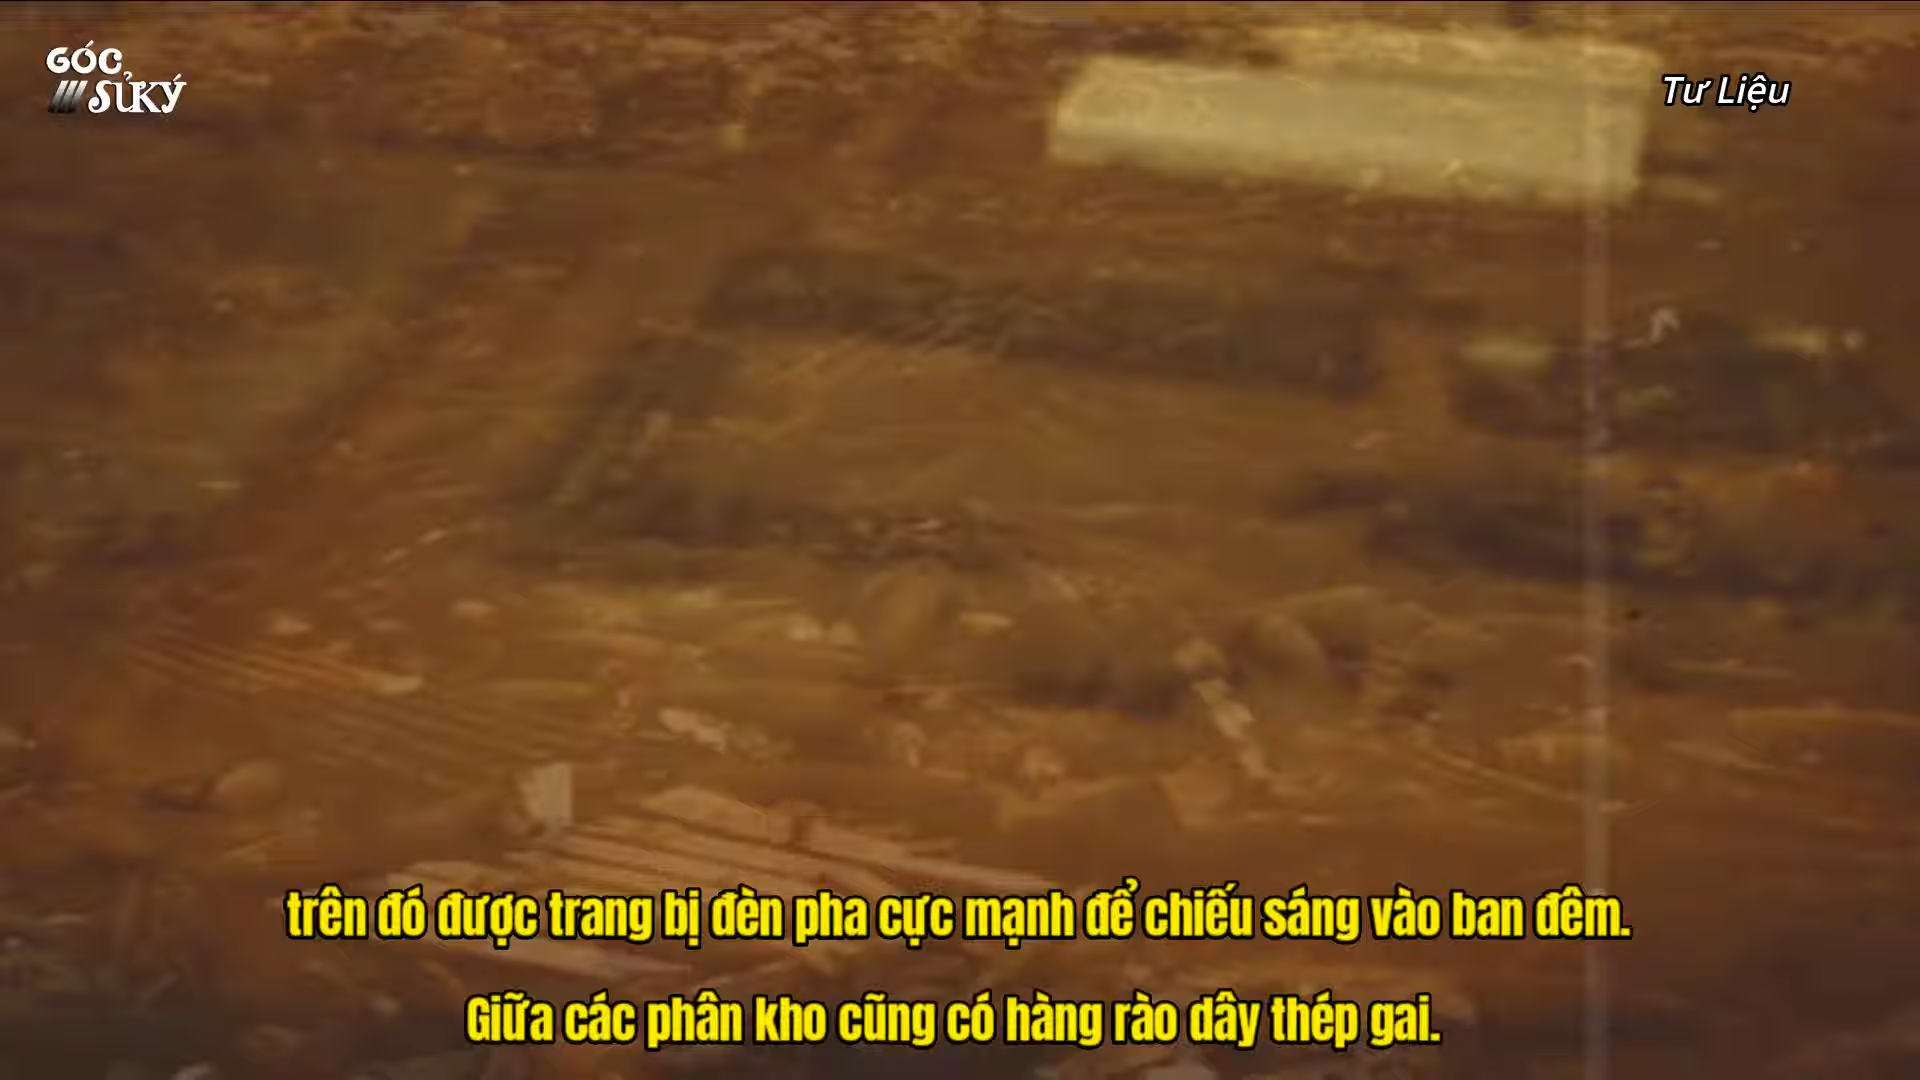 GÓC
SỬ KÝ
Tư Liệu
trên đó được trang bị đèn pha cực mạnh để chiếu sáng vào ban đêm.
Giữa các phân kho cũng có hàng rào dây thép gai.